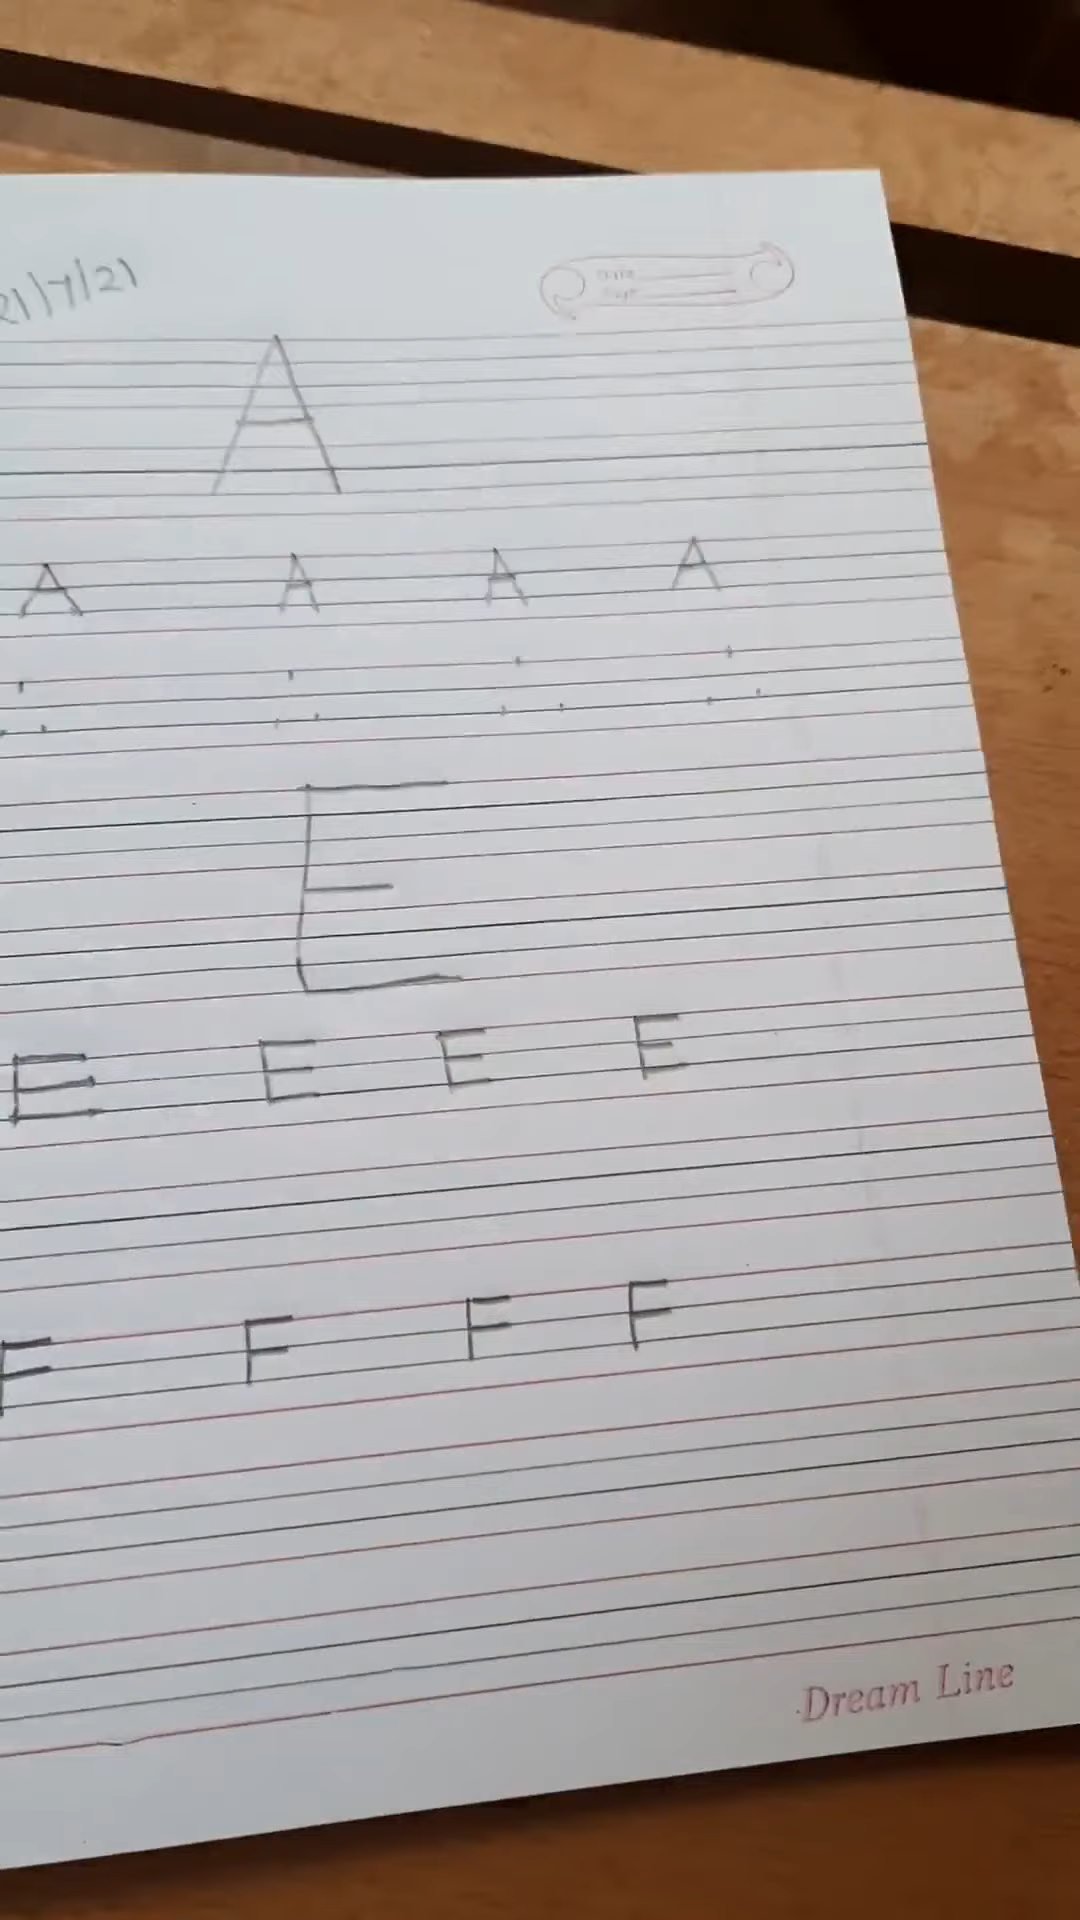 21/7/21
A
A A A A
E
E E E E
F F F F
Dream Line